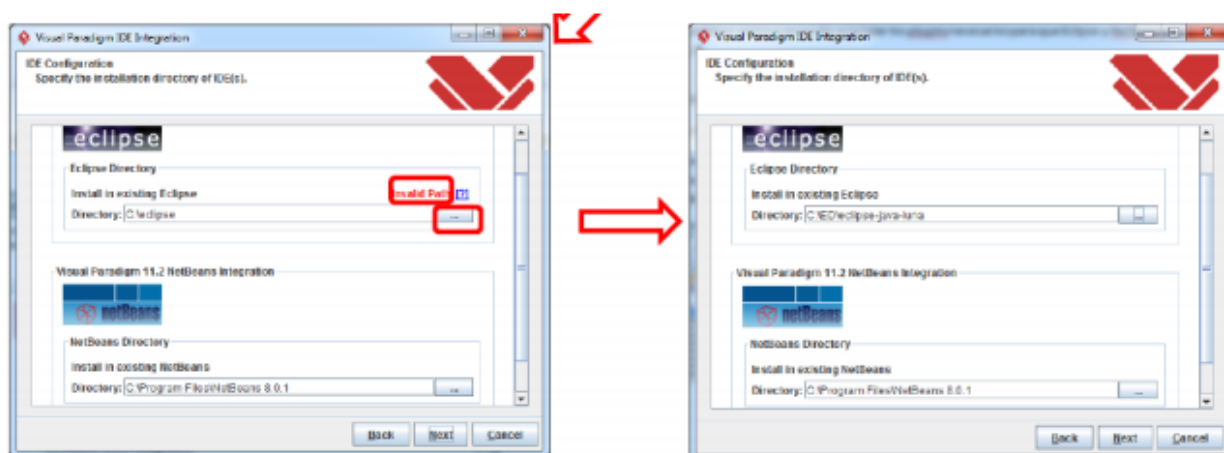 Visual Paradigm IDE Integration
IDE Configuration
Specify the installation directory of IDE(s).
eclipse
Eclipse Directory
Install in existing Eclipse
Invalid Path [?]
Directory: C:\eclipse
...
Visual Paradigm 11.2 NetBeans Integration
netBeans
NetBeans Directory
Install in existing NetBeans
Directory: C:\Program Files\NetBeans 8.0.1
...
Back
Next
Cancel
Visual Paradigm IDE Integration
IDE Configuration
Specify the installation directory of IDE(s).
eclipse
Eclipse Directory
Install in existing Eclipse
Directory: C:\ED\eclipse-java-luna
...
Visual Paradigm 11.2 NetBeans Integration
netBeans
NetBeans Directory
Install in existing NetBeans
Directory: C:\Program Files\NetBeans 8.0.1
...
Back
Next
Cancel